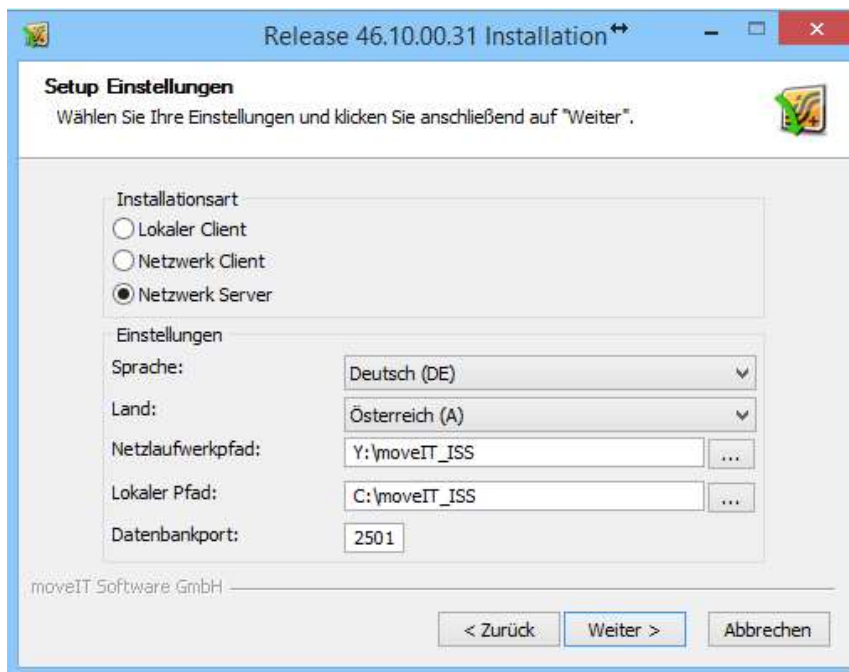 Release 46.10.00.31 Installation
Setup Einstellungen
Wählen Sie Ihre Einstellungen und klicken Sie anschließend auf "Weiter".
Installationsart
Lokaler Client
Netzwerk Client
Netzwerk Server
Einstellungen
Sprache: Deutsch (DE)
Land: Österreich (A)
Netzlaufwerkpfad: Y:\moveIT_ISS ...
Lokaler Pfad: C:\moveIT_ISS ...
Datenbankport: 2501
moveIT Software GmbH
< Zurück Weiter > Abbrechen